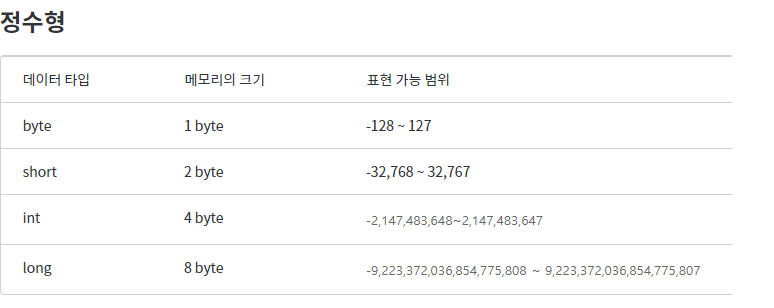 정수형
데이터 타입 메모리의 크기 표현 가능 범위
byte 1 byte -128 ~ 127
short 2 byte -32,768 ~ 32,767
int 4 byte -2,147,483,648~2,147,483,647
long 8 byte -9,223,372,036,854,775,808 ~ 9,223,372,036,854,775,807